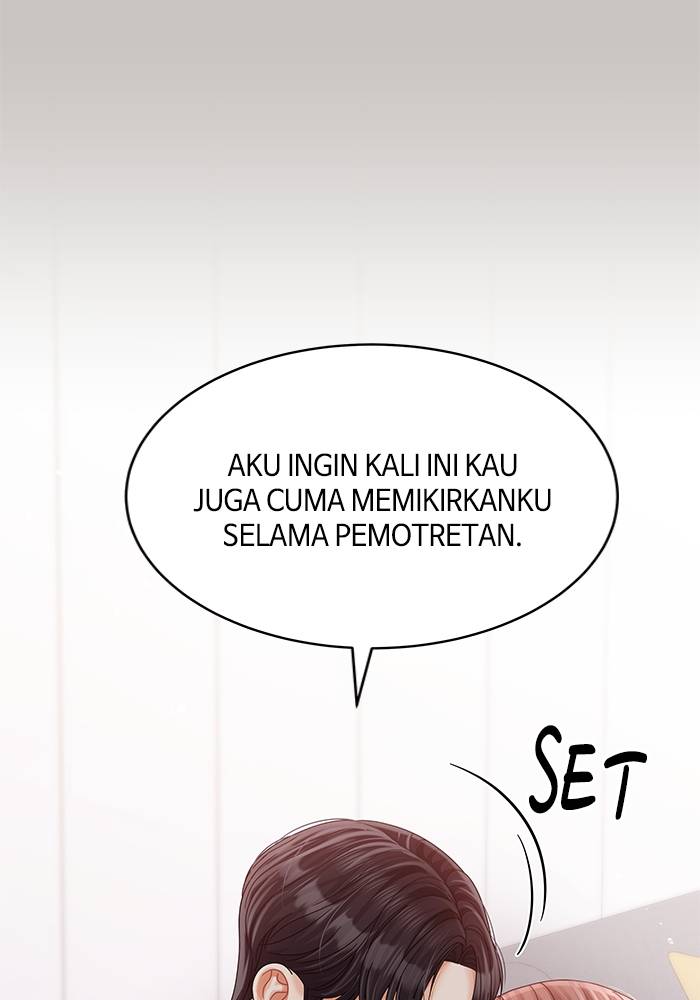 AKU INGIN KALI INI KAU
JUGA CUMA MEMIKIRKANKU
SELAMA PEMOTRETAN.
SET